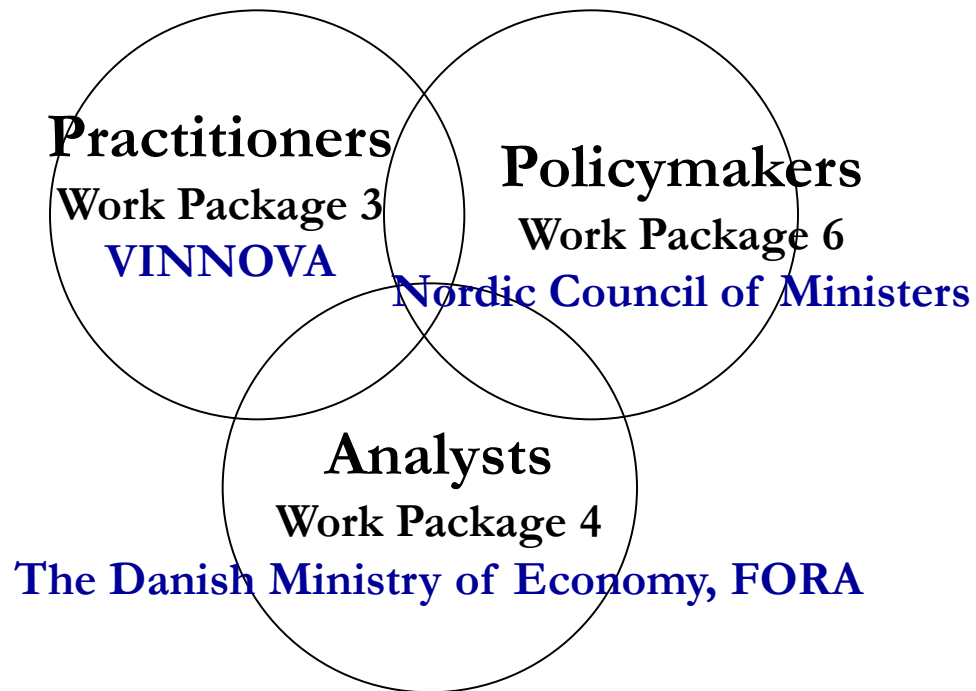 Practitioners
Work Package 3
VINNOVA
Policymakers
Work Package 6
Nordic Council of Ministers
Analysts
Work Package 4
The Danish Ministry of Economy, FORA